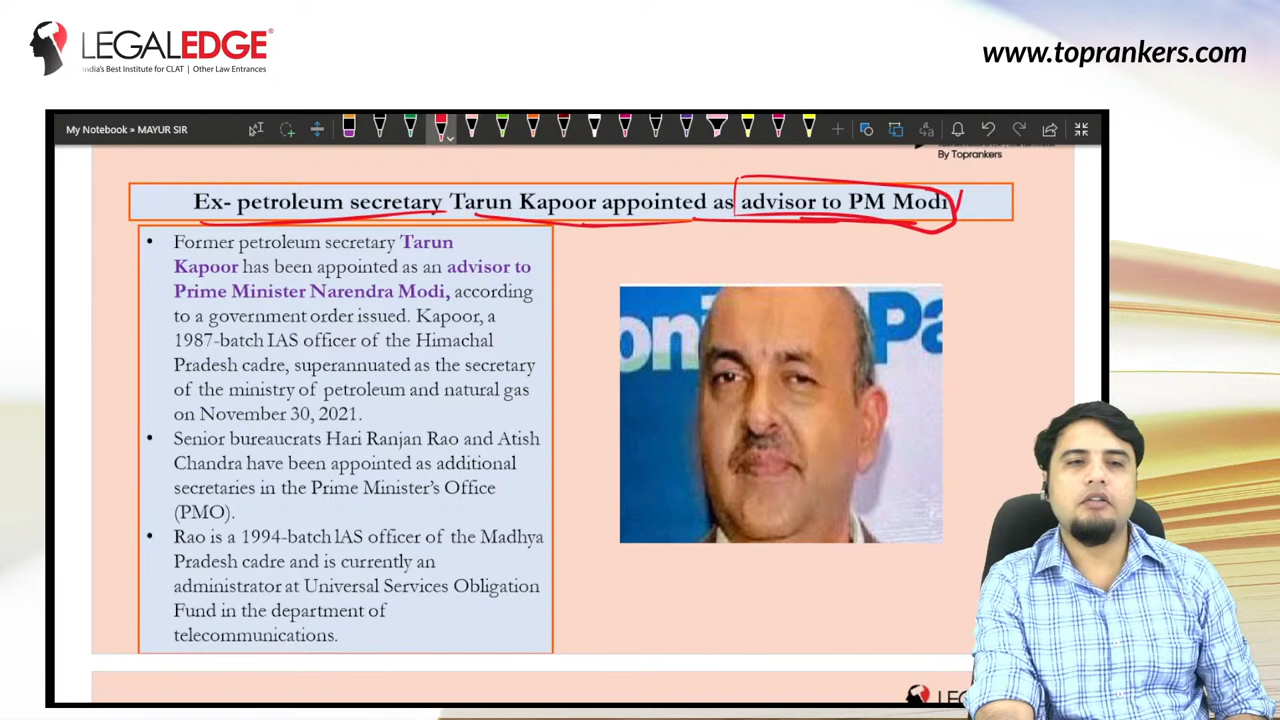 LEGALEDGE
India's Best Institute for CLAT | Other Law Entrances
www.toprankers.com
My Notebook » MAYUR SIR
By Toprankers
Ex- petroleum secretary Tarun Kapoor appointed as advisor to PM Modi
• Former petroleum secretary Tarun
Kapoor has been appointed as an advisor to
Prime Minister Narendra Modi, according
to a government order issued. Kapoor, a
1987-batch IAS officer of the Himachal
Pradesh cadre, superannuated as the secretary
of the ministry of petroleum and natural gas
on November 30, 2021.
• Senior bureaucrats Hari Ranjan Rao and Atish
Chandra have been appointed as additional
secretaries in the Prime Minister's Office
(PMO).
• Rao is a 1994-batch IAS officer of the Madhya
Pradesh cadre and is currently an
administrator at Universal Services Obligation
Fund in the department of
telecommunications.
oni
Pa
LEGE